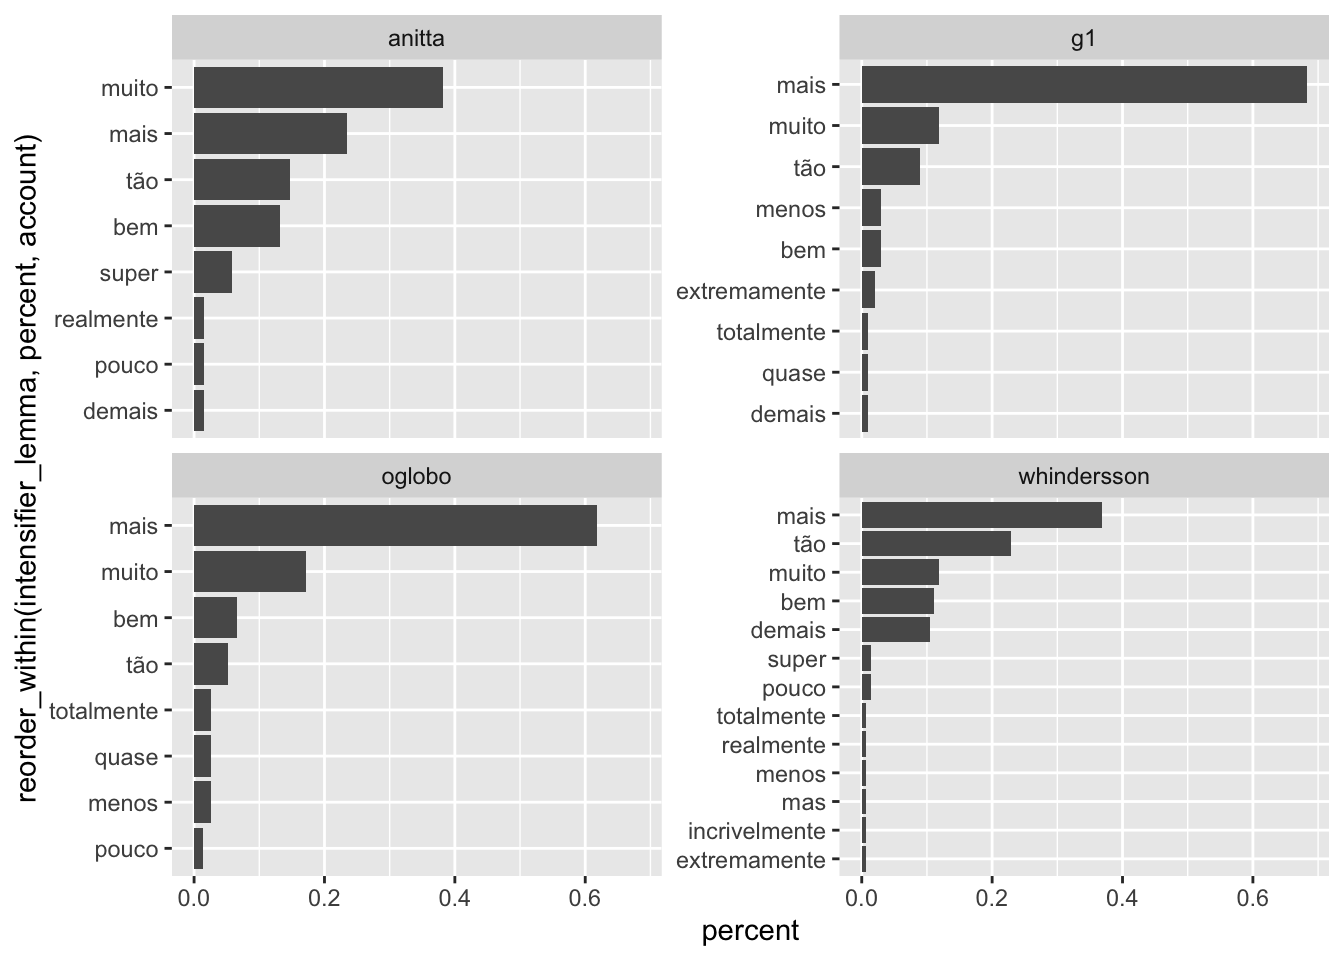 reorder_within(intensifier_lemma, percent, account)
anitta
muito
mais
tão
bem
super
realmente
pouco
demais
g1
mais
muito
tão
menos
bem
extremamente
totalmente
quase
demais
oglobo
mais
muito
bem
tão
totalmente
quase
menos
pouco
0.0 0.2 0.4 0.6
whindersson
mais
tão
muito
bem
demais
super
pouco
totalmente
realmente
menos
mas
incrivelmente
extremamente
0.0 0.2 0.4 0.6
percent